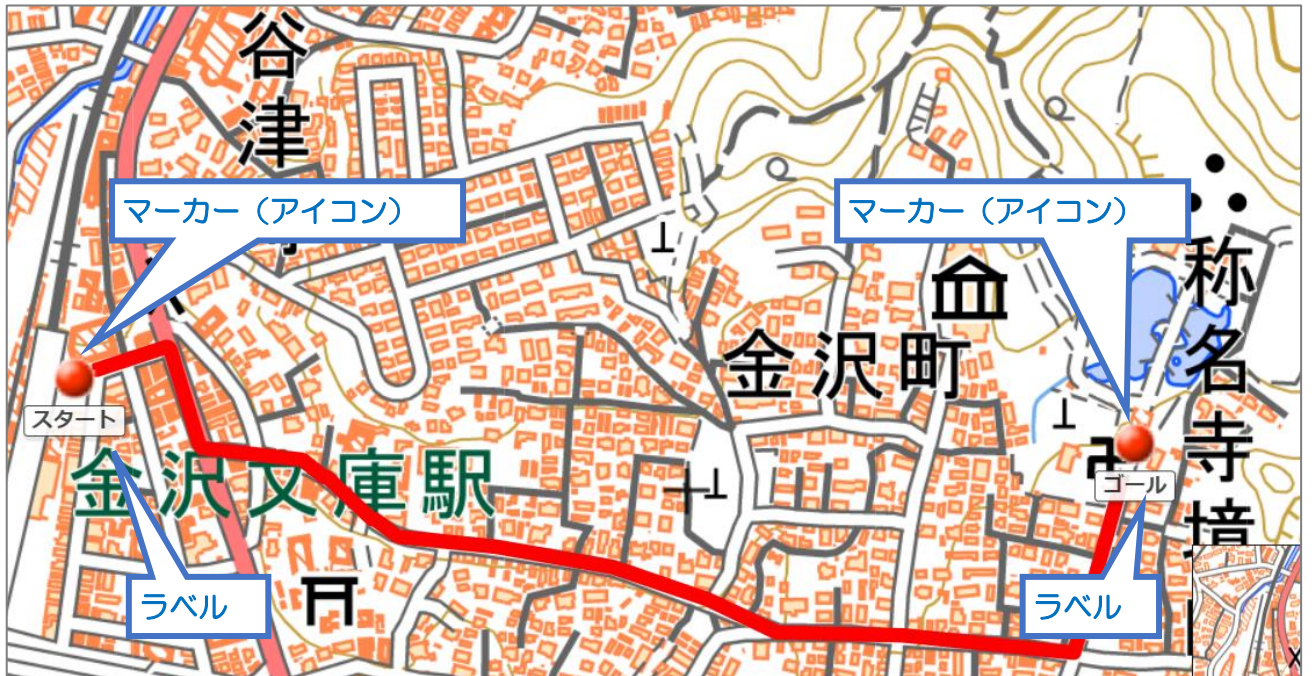 谷津
マーカー（アイコン）
マーカー（アイコン）
称名寺境
金沢町
スタート
金沢文庫駅
ゴール
ラベル
ラベル